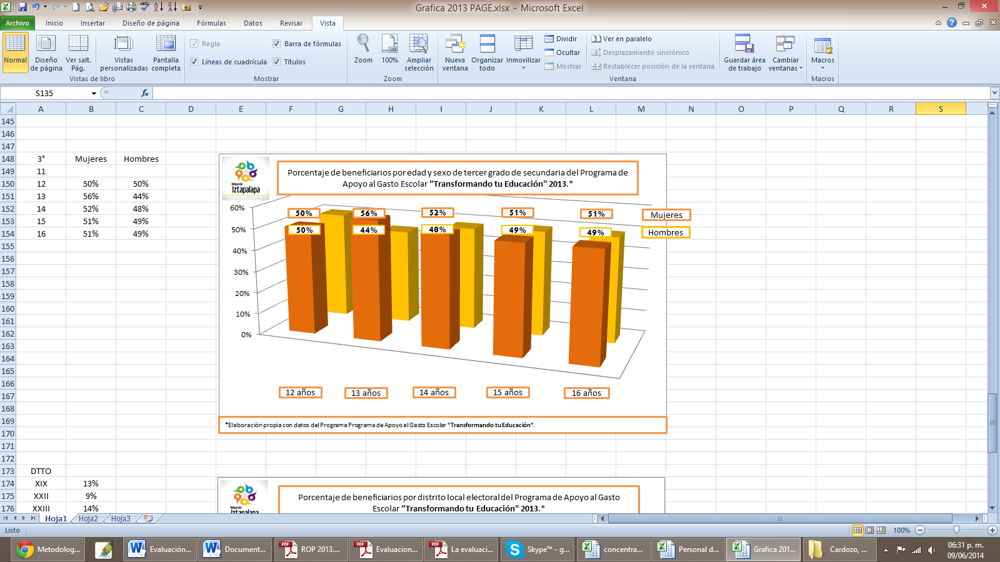 Grafica 2013 PAGE.xlsx - Microsoft Excel
Archivo Inicio Insertar Diseño de página Fórmulas Datos Revisar Vista
Normal
Diseño de página
Ver salt. Pág.
Vistas personalizadas
Pantalla completa
Vistas de libro
Regla
Barra de fórmulas
Líneas de cuadrícula
Títulos
Mostrar
Zoom
100%
Ampliar selección
Zoom
Nueva ventana
Organizar todo
Inmovilizar
Dividir
Ocultar
Mostrar
Ver en paralelo
Desplazamiento sincrónico
Restablecer posición de la ventana
Ventana
Guardar área de trabajo
Cambiar ventanas
Macros
Macros
S135
fx
A B C D E F G H I J K L M N O P Q R S
145
146
147
148 3° Mujeres Hombres
149 11
150 12 50% 50%
151 13 56% 44%
152 14 52% 48%
153 15 51% 49%
154 16 51% 49%
155
156
157
158
159
160
161
162
163
164
165
166
167
168
169
170
171
172
173 DTTO
174 XIX 13%
175 XXII 9%
176 XXIII 14%
Delegación
Iztapalapa
Porcentaje de beneficiarios por edad y sexo de tercer grado de secundaria del Programa de
Apoyo al Gasto Escolar "Transformando tu Educación" 2013.*
60%
50%
40%
30%
20%
10%
0%
50% 56% 52% 51% 51% Mujeres
50% 44% 48% 49% 49% Hombres
12 años 13 años 14 años 15 años 16 años
*Elaboración propia con datos del Programa Programa de Apoyo al Gasto Escolar "Transformando tu Educación".
Delegación
Iztapalapa
Porcentaje de beneficiarios por distrito local electoral del Programa de Apoyo al Gasto
Escolar "Transformando tu Educación" 2013.*
Hoja1 Hoja2 Hoja3
Listo
100%
Metodolog...
Evaluación...
Document...
ROP 2013....
Evaluacion...
La evaluaci...
Skype™ - g...
concentra...
Personal d...
Grafica 201...
Cardozo, ...
06:31 p. m.
09/06/2014